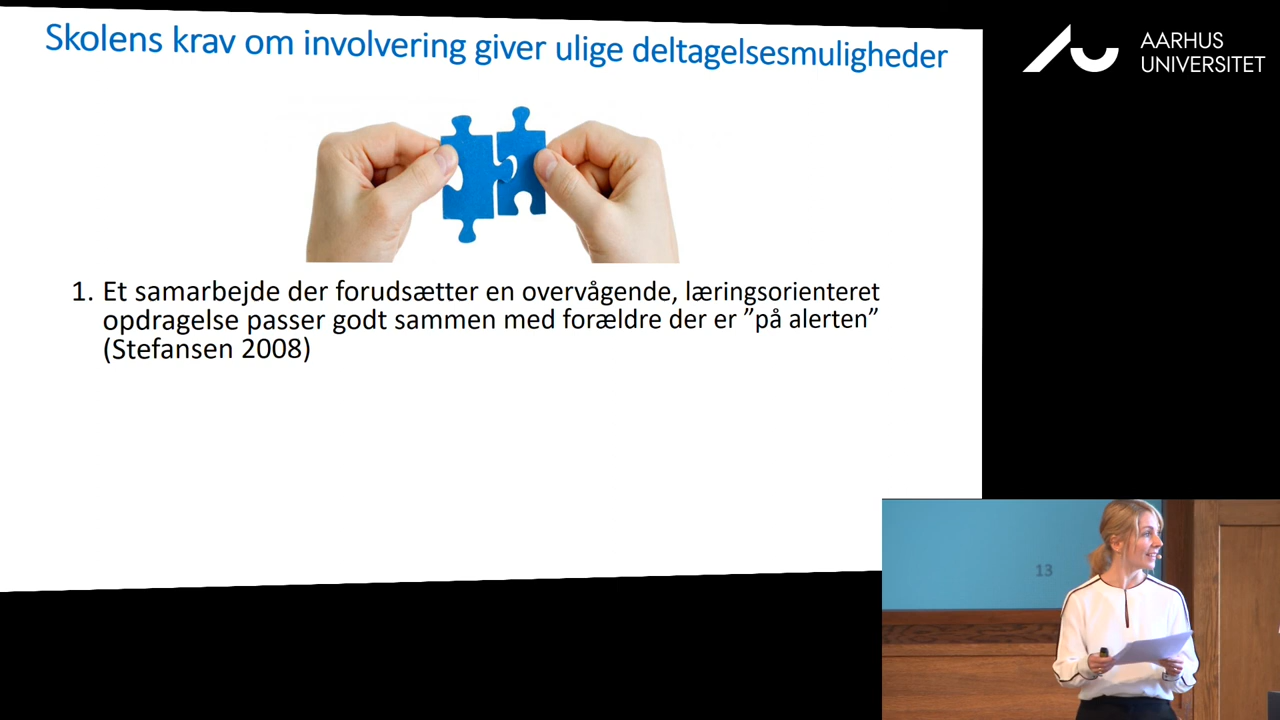 Skolens krav om involvering giver ulige deltagelsesmuligheder
AARHUS
UNIVERSITET
1. Et samarbejde der forudsætter en overvågende, læringsorienteret
opdragelse passer godt sammen med forældre der er ”på alerten”
(Stefansen 2008)
13